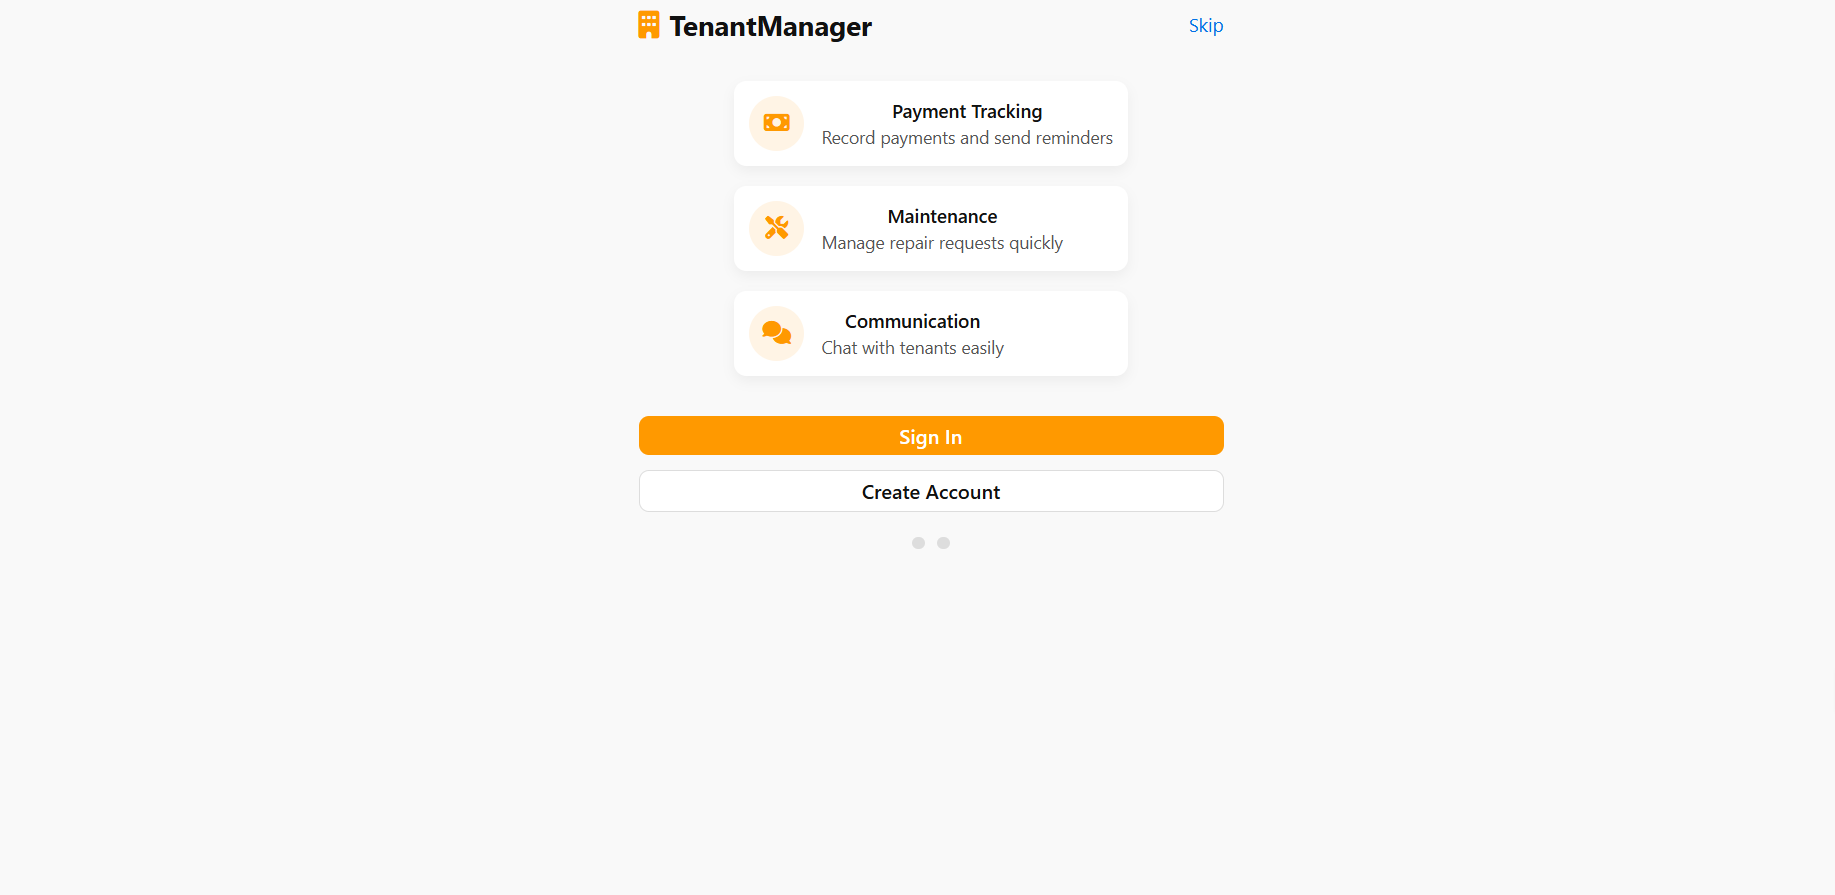 TenantManager
Skip
Payment Tracking
Record payments and send reminders
Maintenance
Manage repair requests quickly
Communication
Chat with tenants easily
Sign In
Create Account